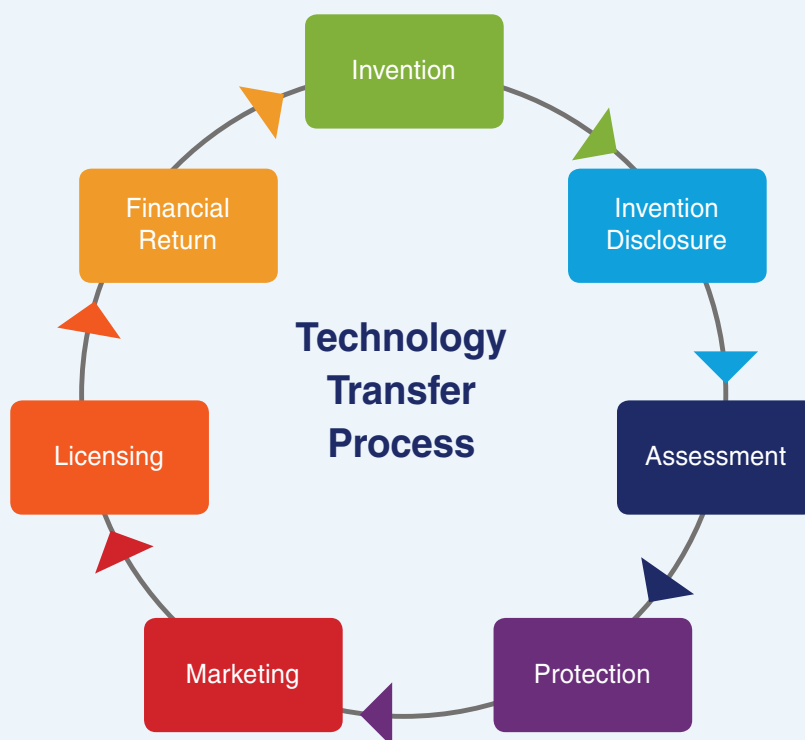 Invention
Invention
Disclosure
Assessment
Protection
Marketing
Licensing
Financial
Return
Technology
Transfer
Process